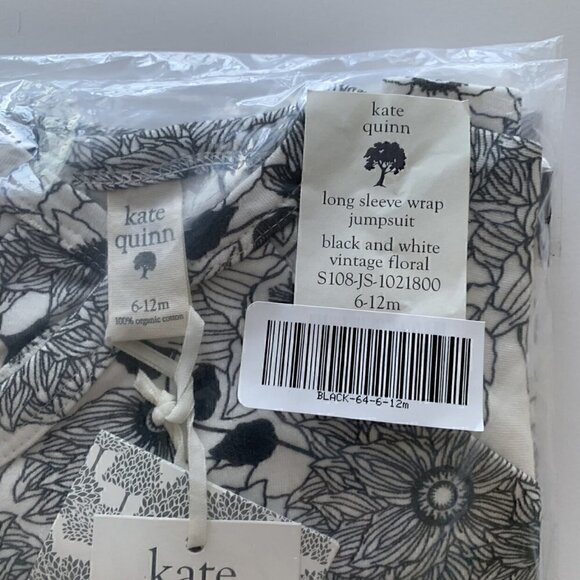 kate
quinn
long sleeve wrap
jumpsuit
black and white
vintage floral
S108-JS-1021800
6-12m
BLACK-64-6-12m
kate
quinn
6-12m
100% organic cotton
kate